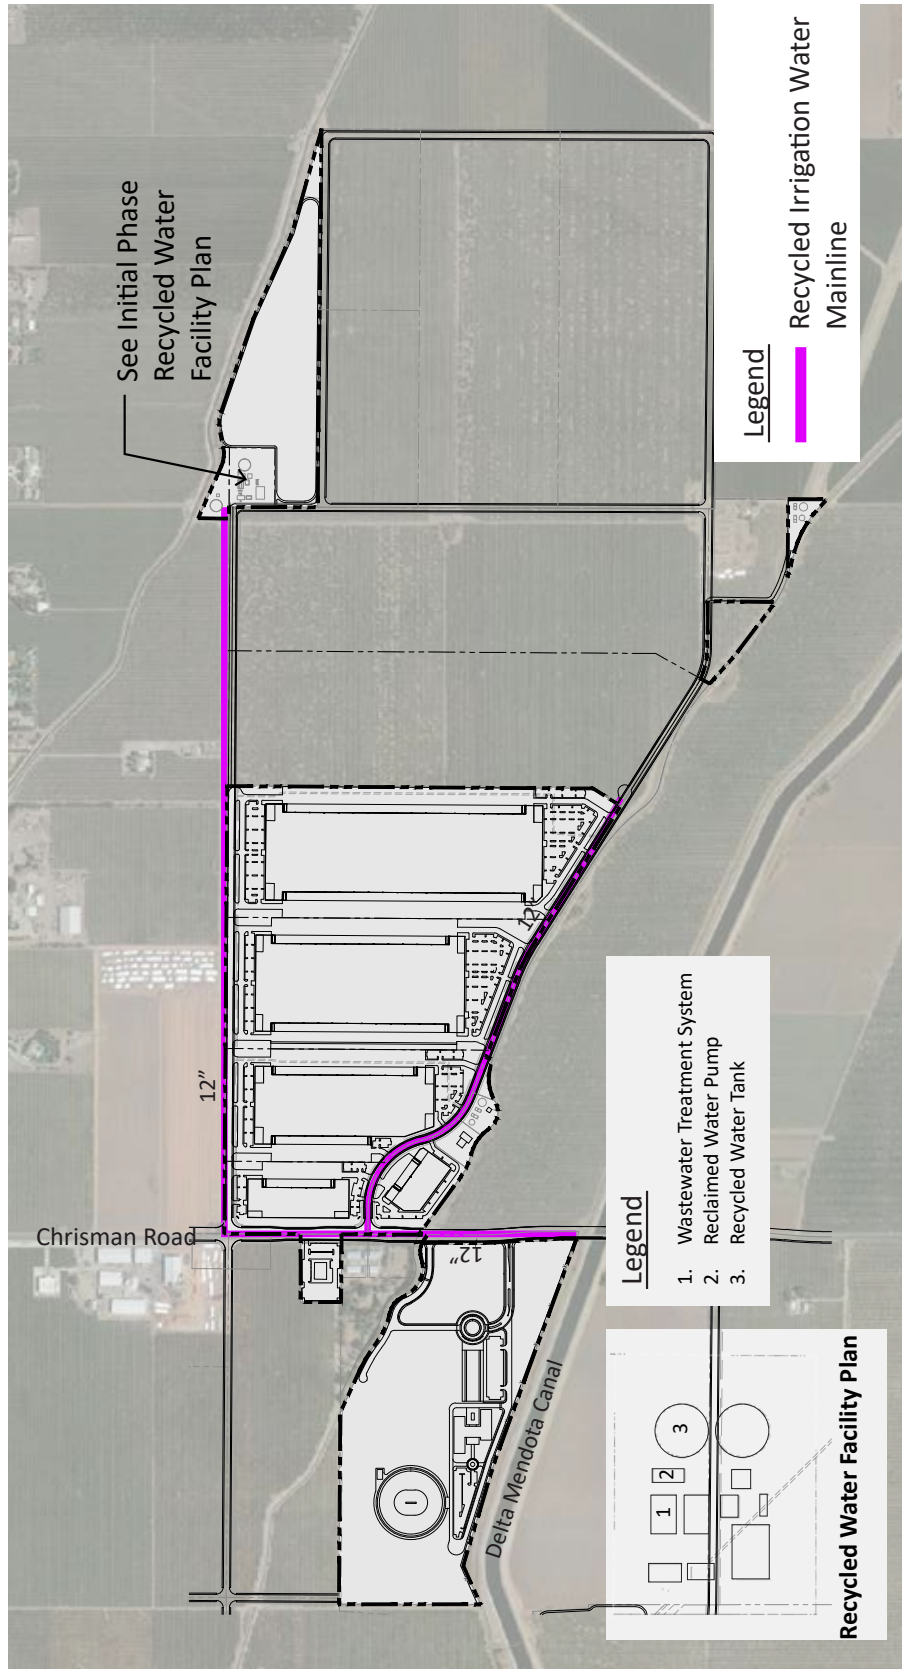 See Initial Phase
Recycled Water
Facility Plan
Legend
Recycled Irrigation Water
Mainline
12”
12”
12”
Chrisman Road
Delta Mendota Canal
Legend
1. Wastewater Treatment System
2. Reclaimed Water Pump
3. Recycled Water Tank
1
2
3
Recycled Water Facility Plan